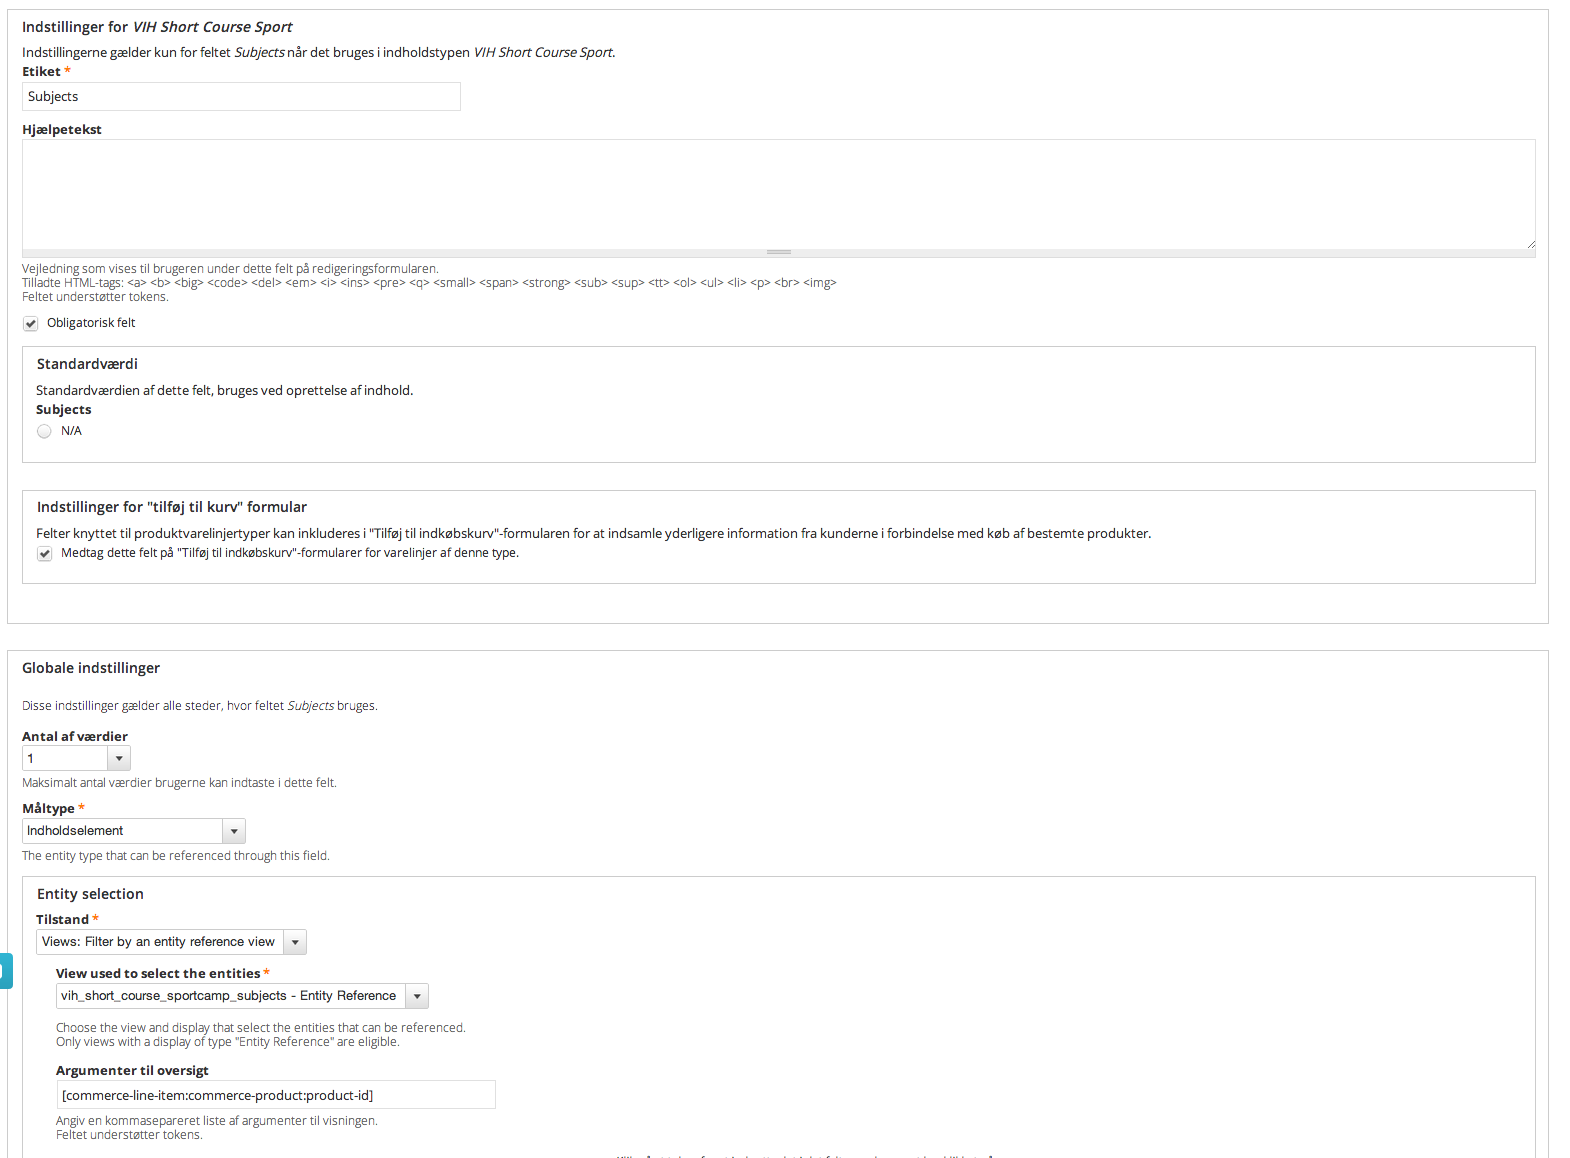 Indstillinger for VIH Short Course Sport
Indstillingerne gælder kun for feltet Subjects når det bruges i indholdstypen VIH Short Course Sport.
Etiket *
Subjects
Hjælpetekst
Vejledning som vises til brugeren under dette felt på redigeringsformularen.
Tilladte HTML-tags: <a> <b> <big> <code> <del> <em> <i> <ins> <pre> <q> <small> <span> <strong> <sub> <sup> <tt> <ol> <ul> <li> <p> <br> <img>
Feltet understøtter tokens.
Obligatorisk felt
Standardværdi
Standardværdien af dette felt, bruges ved oprettelse af indhold.
Subjects
N/A
Indstillinger for "tilføj til kurv" formular
Felter knyttet til produktvarelinjertyper kan inkluderes i "Tilføj til indkøbskurv"-formularen for at indsamle yderligere information fra kunderne i forbindelse med køb af bestemte produkter.
Medtag dette felt på "Tilføj til indkøbskurv"-formularer for varelinjer af denne type.
Globale indstillinger
Disse indstillinger gælder alle steder, hvor feltet Subjects bruges.
Antal af værdier
1
Maksimalt antal værdier brugerne kan indtaste i dette felt.
Måltype *
Indholdselement
The entity type that can be referenced through this field.
Entity selection
Tilstand *
Views: Filter by an entity reference view
View used to select the entities *
vih_short_course_sportcamp_subjects - Entity Reference
Choose the view and display that select the entities that can be referenced.
Only views with a display of type "Entity Reference" are eligible.
Argumenter til oversigt
[commerce-line-item:commerce-product:product-id]
Angiv en kommasepareret liste af argumenter til visningen.
Feltet understøtter tokens.